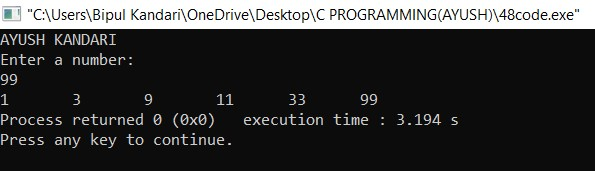 "C:\Users\Bipul Kandari\OneDrive\Desktop\C PROGRAMMING(AYUSH)\48code.exe"
AYUSH KANDARI
Enter a number:
99
1 3 9 11 33 99
Process returned 0 (0x0) execution time : 3.194 s
Press any key to continue.